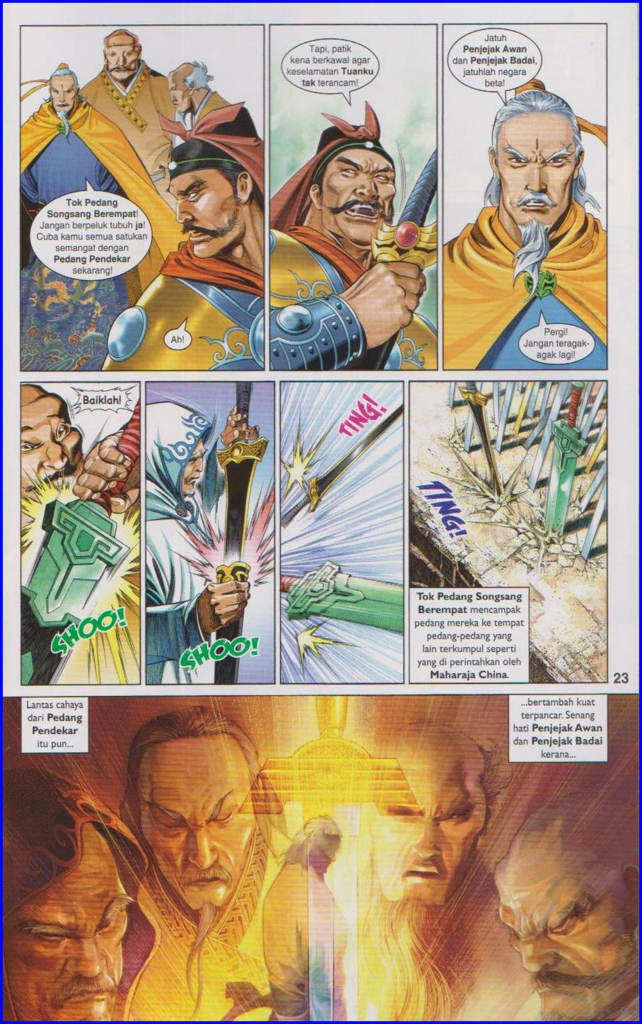 Tok Pedang
Songsang Berempat!
Jangan berpeluk tubuh ja!
Cuba kamu semua satukan
semangat dengan
Pedang Pendekar
sekarang!
Ah!
Tapi, patik
kena berkawal agar
keselamatan Tuanku
tak terancam!
Jatuh
Penjejak Awan
dan Penjejak Badai,
jatuhlah negara
beta!
Pergi!
Jangan teragak-
agak lagi!
Baiklah!
SHOO!
SHOO!
TING!
TING!
Tok Pedang Songsang
Berempat mencampak
pedang mereka ke tempat
pedang-pedang yang
lain terkumpul seperti
yang di perintahkan oleh
Maharaja China.
23
Lantas cahaya
dari Pedang
Pendekar
itu pun...
...bertambah kuat
terpancar. Senang
hati Penjejak Awan
dan Penjejak Badai
kerana...